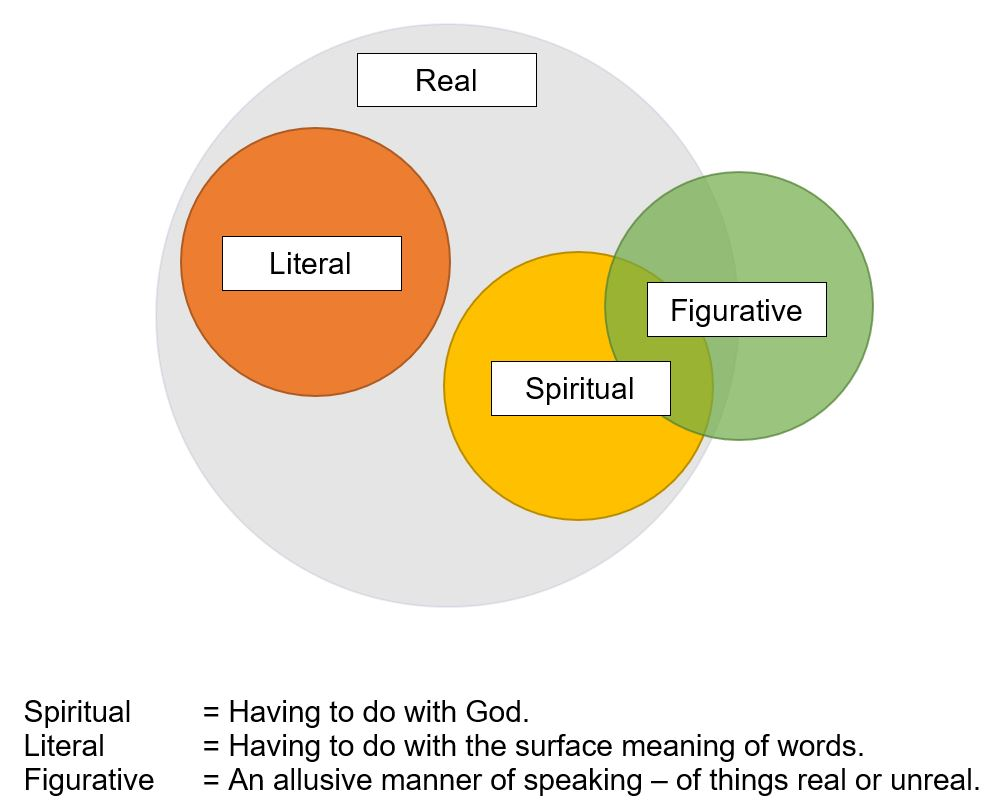 Real
Literal
Figurative
Spiritual
Spiritual = Having to do with God.
Literal = Having to do with the surface meaning of words.
Figurative = An allusive manner of speaking – of things real or unreal.